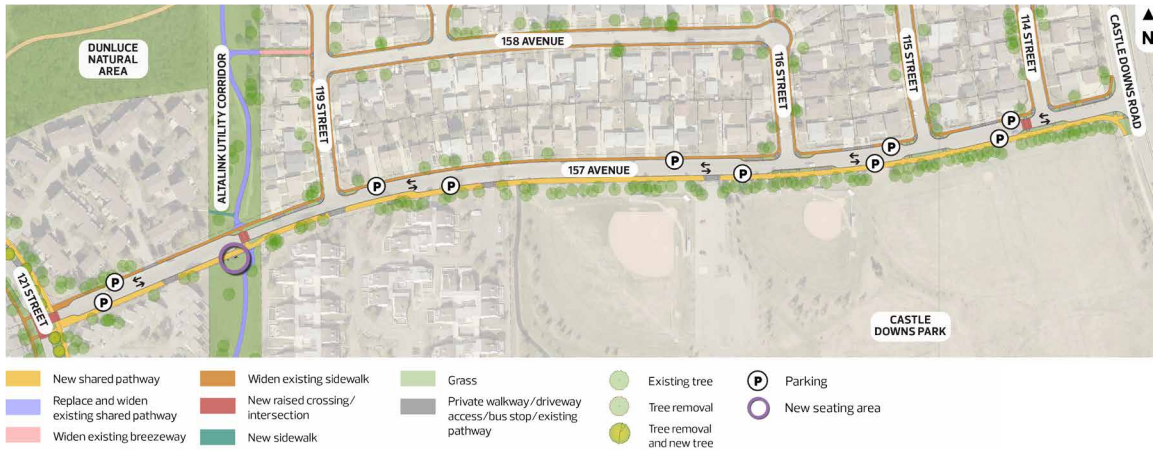 N
DUNLUCE
NATURAL
AREA
ALTALINK UTILITY CORRIDOR
158 AVENUE
119 STREET
116 STREET
115 STREET
114 STREET
CASTLE DOWNS ROAD
157 AVENUE
P
P
P
P
P
P
P
P
P
P
121 STREET
CASTLE
DOWNS PARK
New shared pathway
Replace and widen
existing shared pathway
Widen existing breezeway
Widen existing sidewalk
New raised crossing/
intersection
New sidewalk
Grass
Private walkway/driveway
access/bus stop/existing
pathway
Existing tree
Tree removal
Tree removal
and new tree
P Parking
New seating area